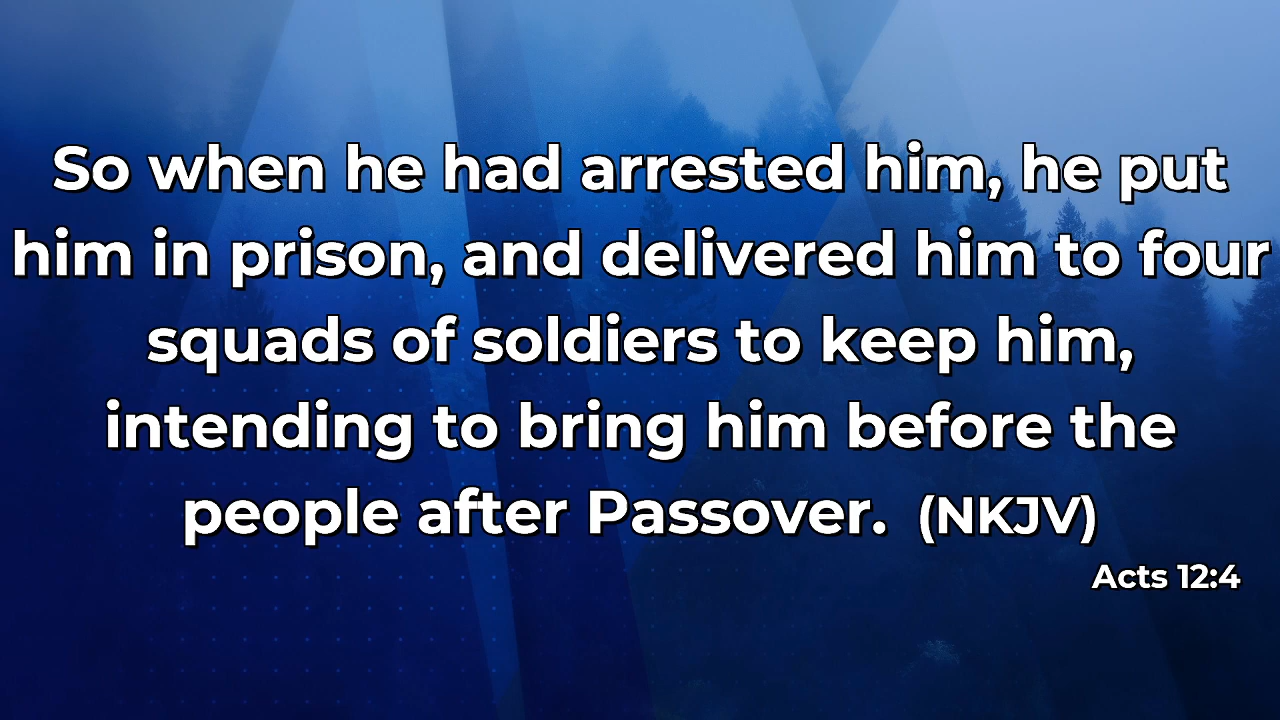 So when he had arrested him, he put
him in prison, and delivered him to four
squads of soldiers to keep him,
intending to bring him before the
people after Passover. (NKJV)
Acts 12:4